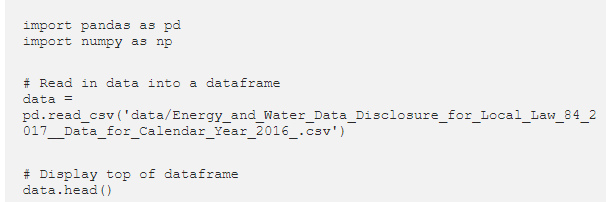 import pandas as pd
import numpy as np
# Read in data into a dataframe
data =
pd.read_csv('data/Energy_and_Water_Data_Disclosure_for_Local_Law_84_2
017__Data_for_Calendar_Year_2016_.csv')
# Display top of dataframe
data.head()